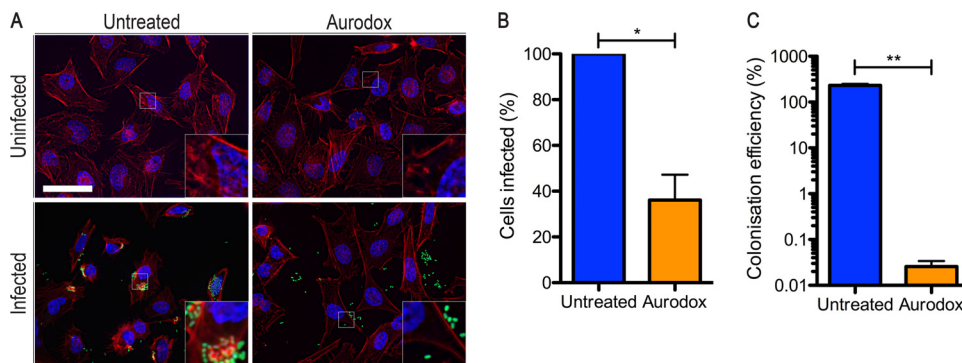 A
Untreated
Aurodox
Uninfected
Infected
B
*
100
80
60
40
20
0
Cells infected (%)
Untreated Aurodox
C
**
1000
100
10
1
0.1
0.01
Colonisation efficiency (%)
Untreated Aurodox